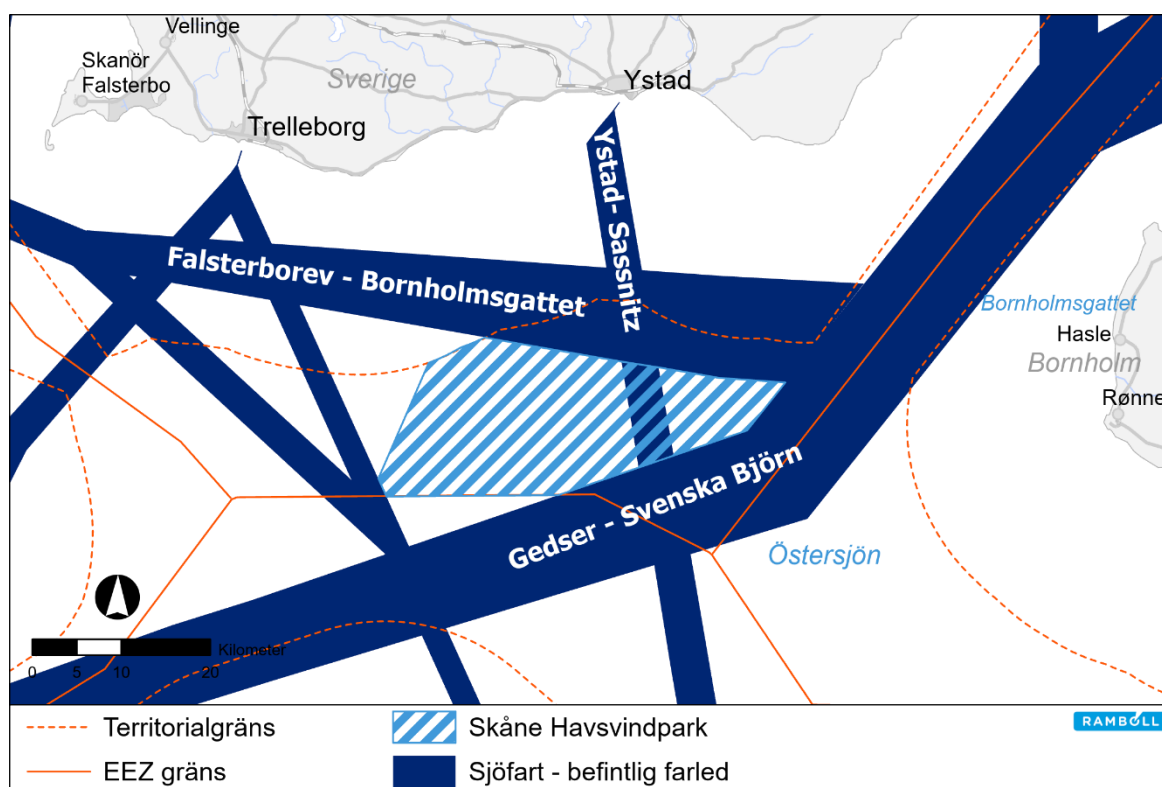 Vellinge
Skanör
Falsterbo
Sverige
Ystad
Trelleborg
Ystad- Sassnitz
Falsterborev - Bornholmsgattet
Bornholmsgattet
Hasle
Bornholm
Rønne
Gedser - Svenska Björn
Östersjön
Kilometer
0 5 10 20
Territorialgräns
Skåne Havsvindpark
RAMBOLL
EEZ gräns
Sjöfart - befintlig farled